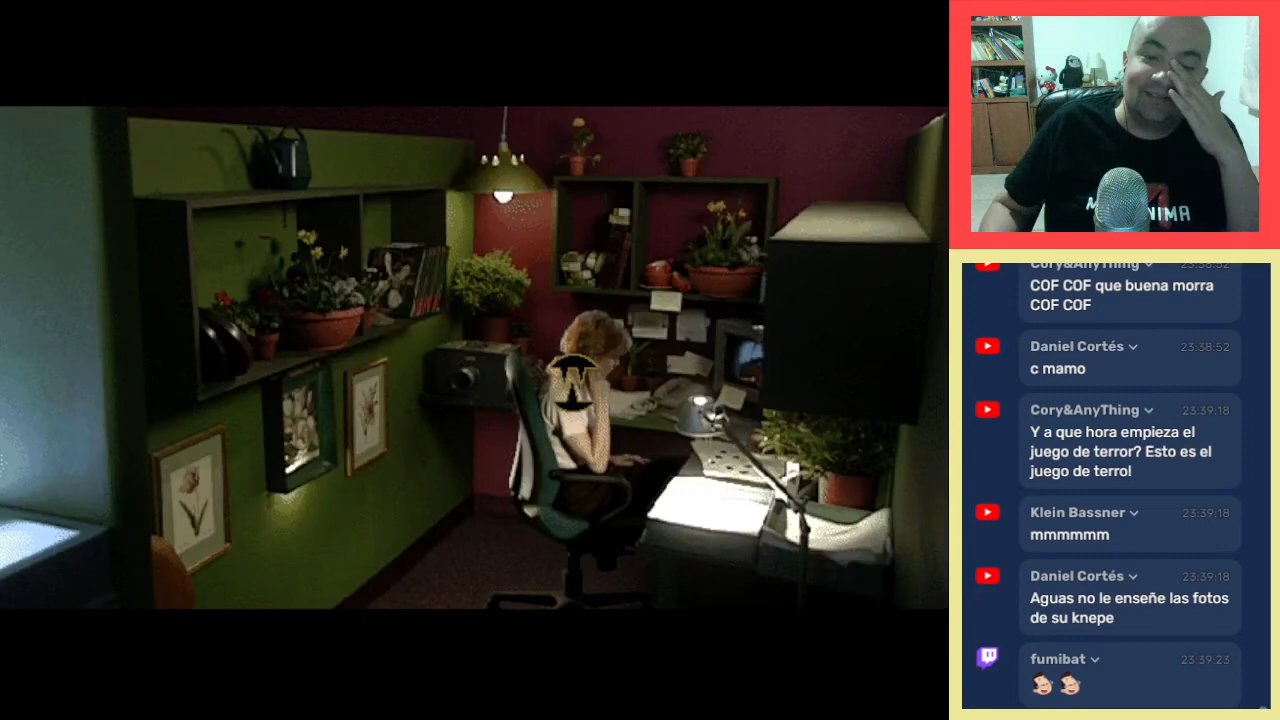 W
Cory&AnyThing 23:38:52
COF COF que buena morra
COF COF
Daniel Cortés 23:38:52
c mamo
Cory&AnyThing 23:39:18
Y a que hora empieza el
juego de terror? Esto es el
juego de terro!
Klein Bassner 23:39:18
mmmmmm
Daniel Cortés 23:39:18
Aguas no le enseñe las fotos
de su knepe
fumibat 23:39:23